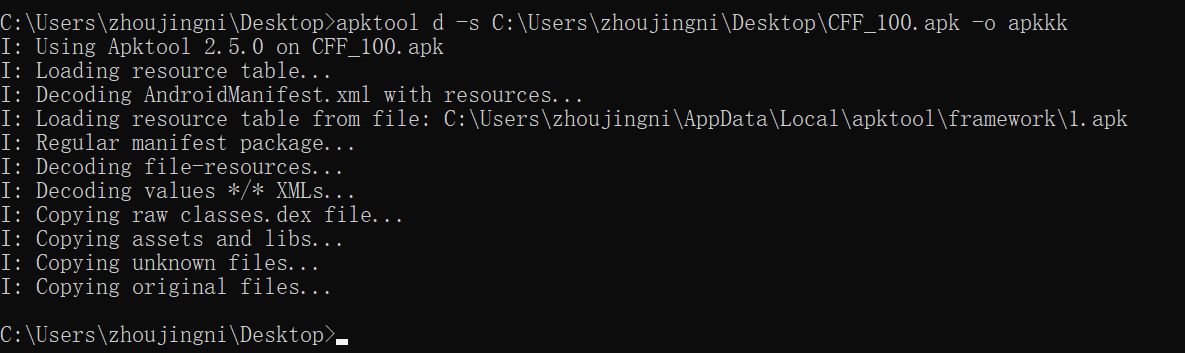 C:\Users\zhoujingni\Desktop>apktool d -s C:\Users\zhoujingni\Desktop\CFF_100.apk -o apkkk
I: Using Apktool 2.5.0 on CFF_100.apk
I: Loading resource table...
I: Decoding AndroidManifest.xml with resources...
I: Loading resource table from file: C:\Users\zhoujingni\AppData\Local\apktool\framework\1.apk
I: Regular manifest package...
I: Decoding file-resources...
I: Decoding values */* XMLs...
I: Copying raw classes.dex file...
I: Copying assets and libs...
I: Copying unknown files...
I: Copying original files...
C:\Users\zhoujingni\Desktop>